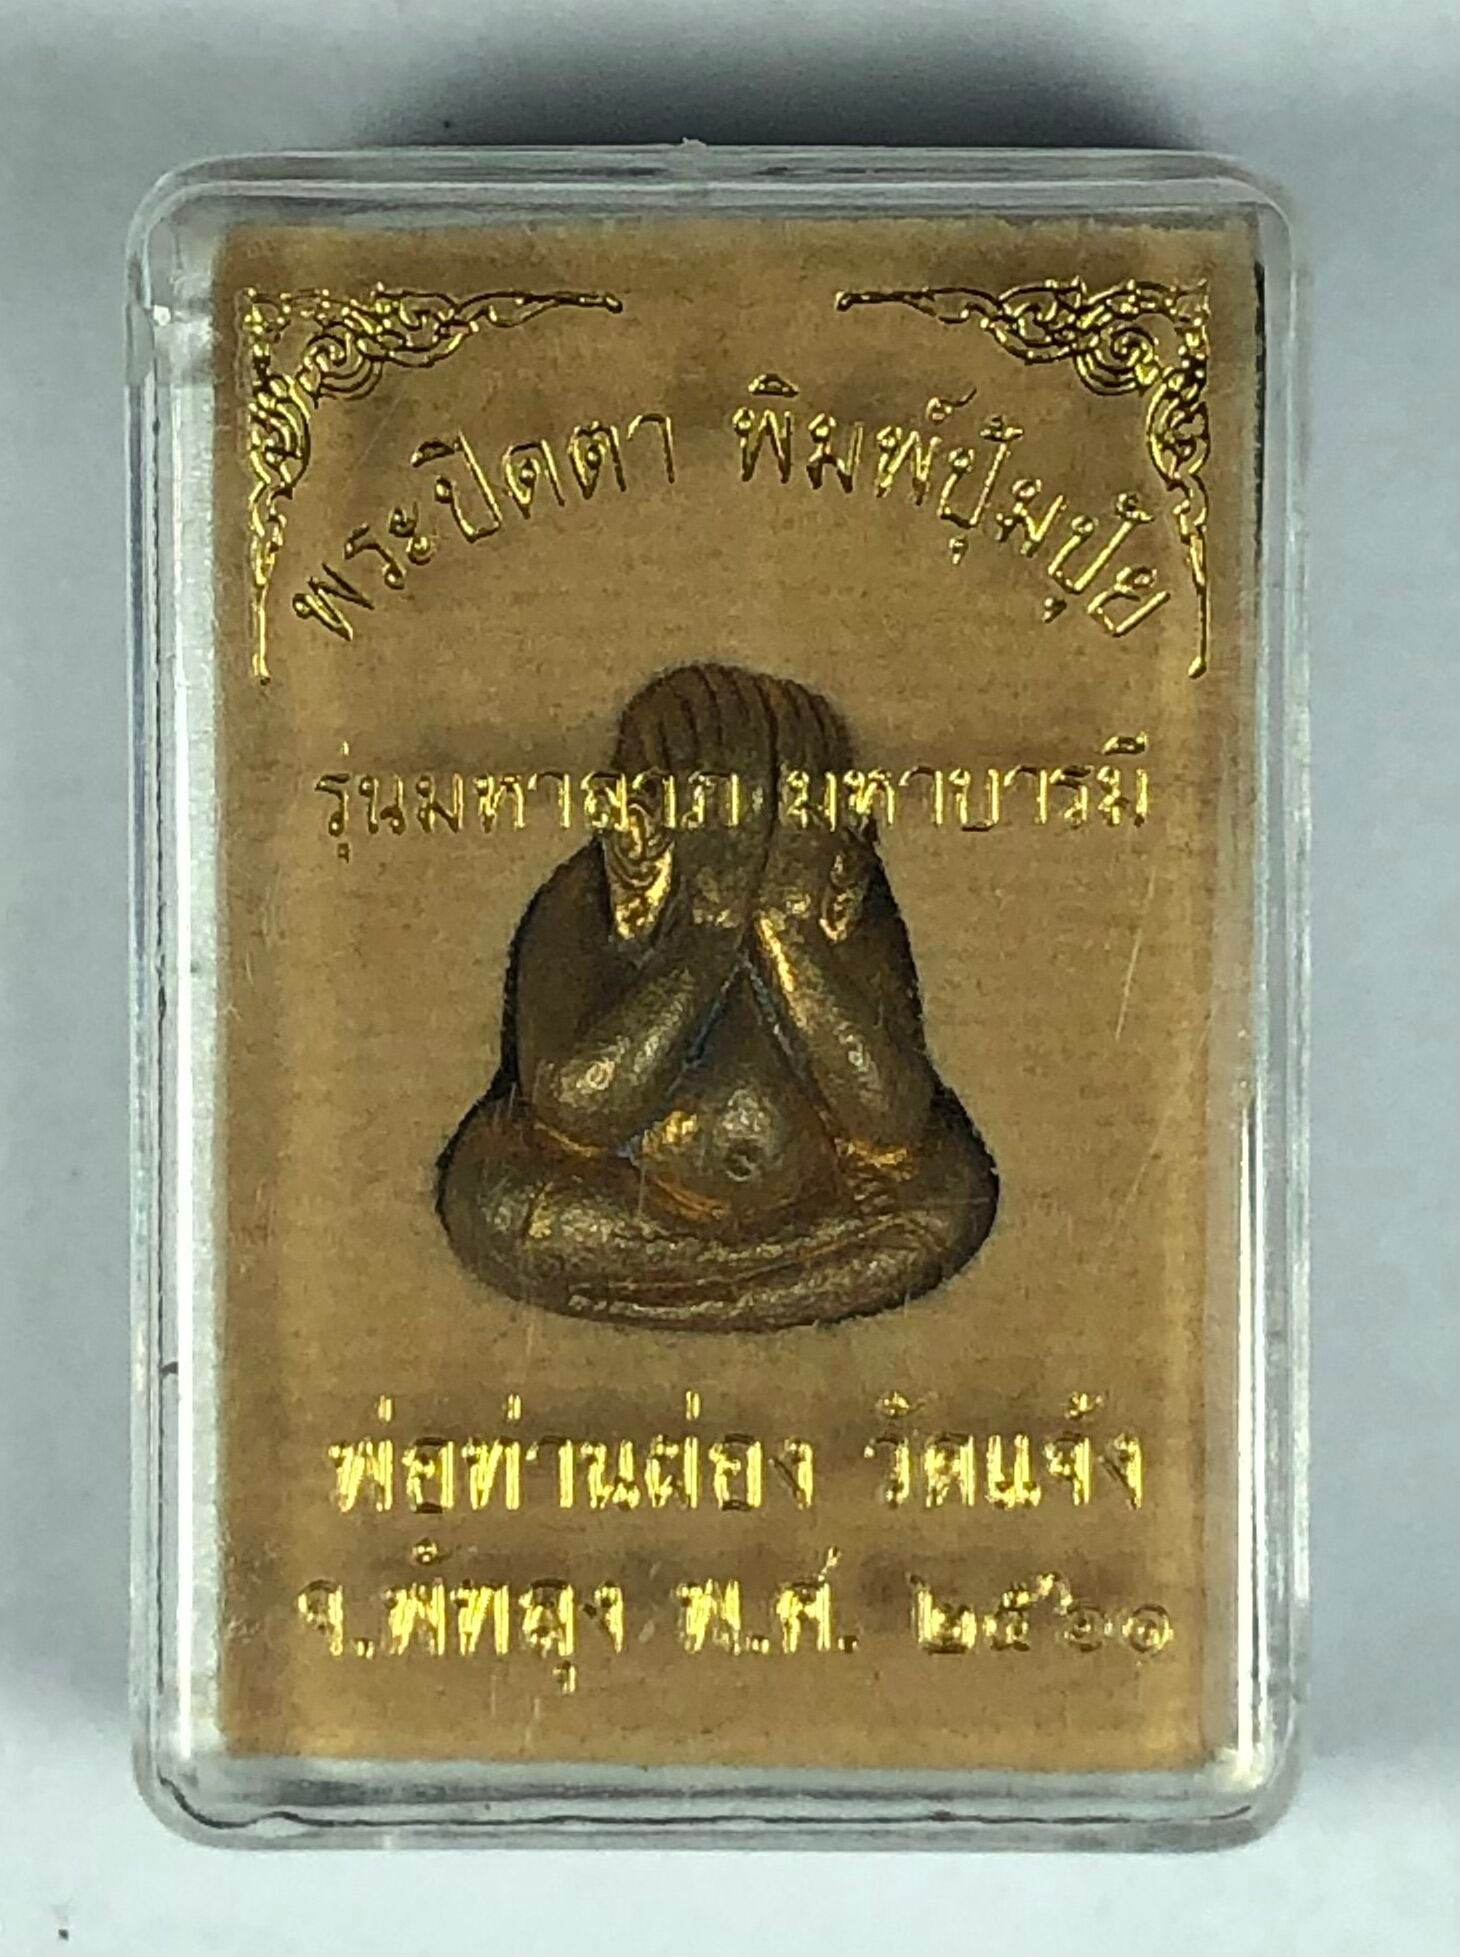 พระปิดตา พิมพ์ปุ้มปุ้ย
รุ่นมหาลาภ มหาบารมี
พ่อท่านผ่อง วัดแจ้ง
จ.พัทลุง พ.ศ. ๒๕๖๑